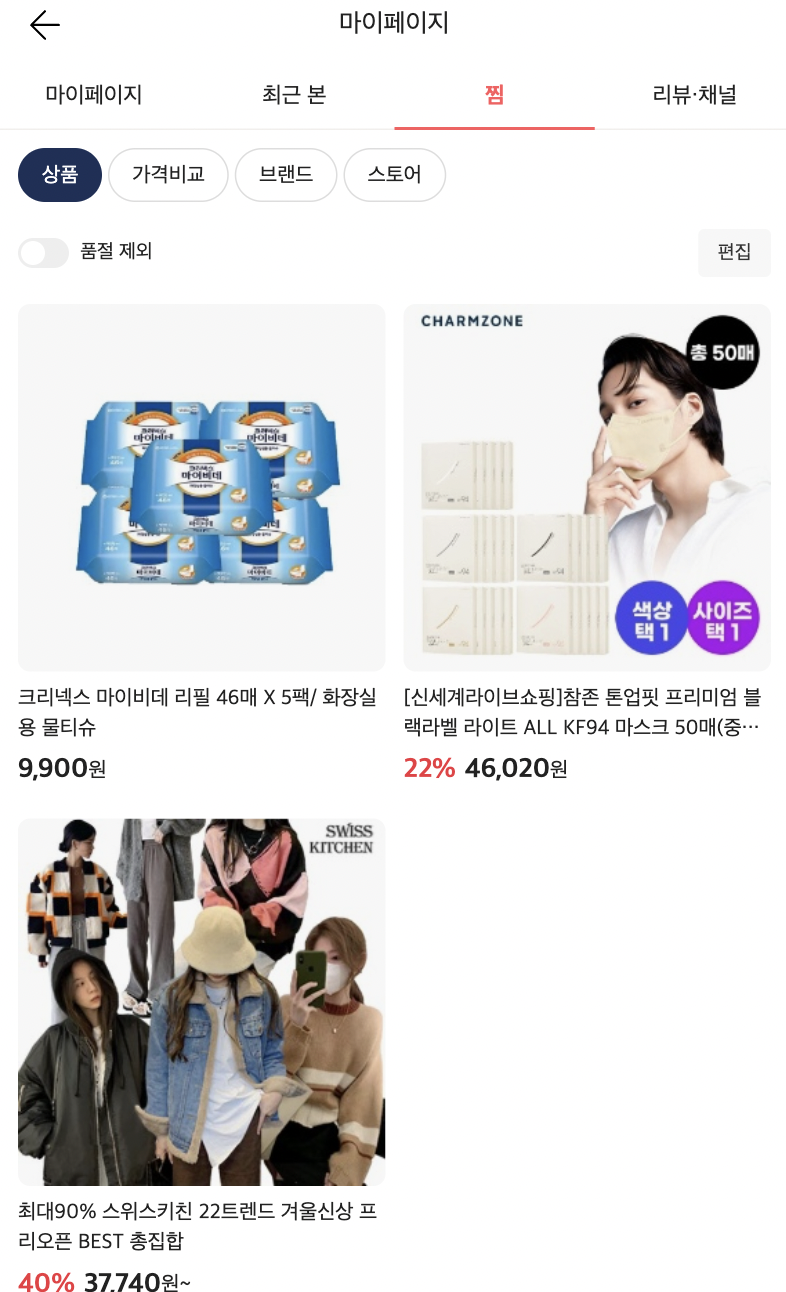 마이페이지
마이페이지 최근 본 찜 리뷰·채널
상품 가격비교 브랜드 스토어
품절 제외 편집
크리넥스
마이비데
CHARMZONE
총 50매
색상
택 1
사이즈
택 1
크리넥스 마이비데 리필 46매 X 5팩/ 화장실
용 물티슈
9,900원
[신세계라이브쇼핑]참존 톤업핏 프리미엄 블
랙라벨 라이트 ALL KF94 마스크 50매(중…
22% 46,020원
SWISS
KITCHEN
최대90% 스위스키친 22트렌드 겨울신상 프
리오픈 BEST 총집합
40% 37,740원~